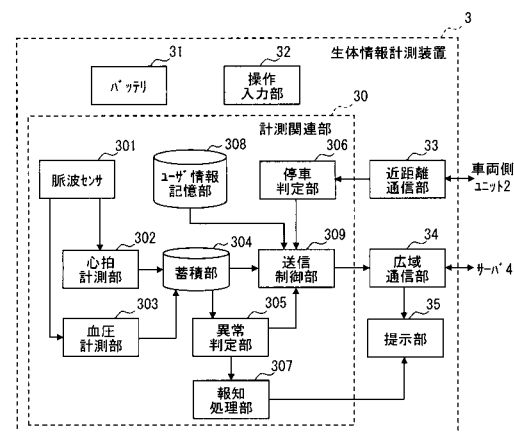 3
生体情報計測装置
31
バッテリ
32
操作
入力部
30
計測関連部
301
脈波センサ
308
ユーザ情報
記憶部
306
停車
判定部
33
近距離
通信部
車両側
ユニット2
302
心拍
計測部
304
蓄積部
309
送信
制御部
34
広域
通信部
サーバ4
303
血圧
計測部
305
異常
判定部
35
提示部
307
報知
処理部